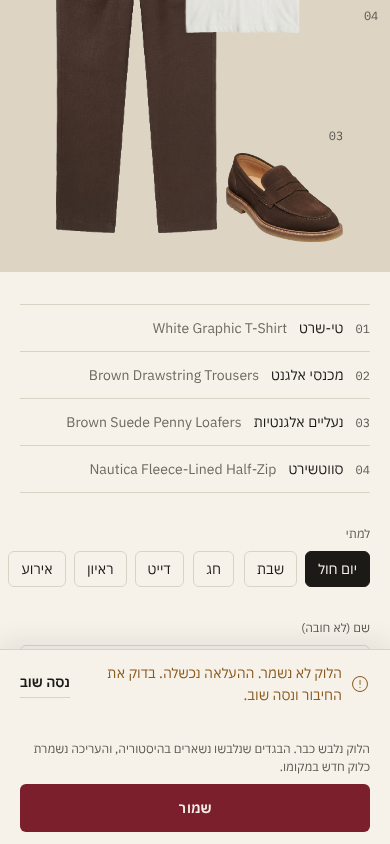 04
03
01 טי-שרט White Graphic T-Shirt
02 מכנסי אלגנט Brown Drawstring Trousers
03 נעליים אלגנטיות Brown Suede Penny Loafers
04 סווטשירט Nautica Fleece-Lined Half-Zip
למתי
יום חול שבת חג דייט ראיון אירוע
שם (לא חובה)
הלוק לא נשמר. ההעלאה נכשלה. בדוק את
החיבור ונסה שוב.
נסה שוב
הלוק נלבש כבר. הבגדים שנלבשו נשארים בהיסטוריה, והעריכה נשמרת
כלוק חדש במקומו.
שמור